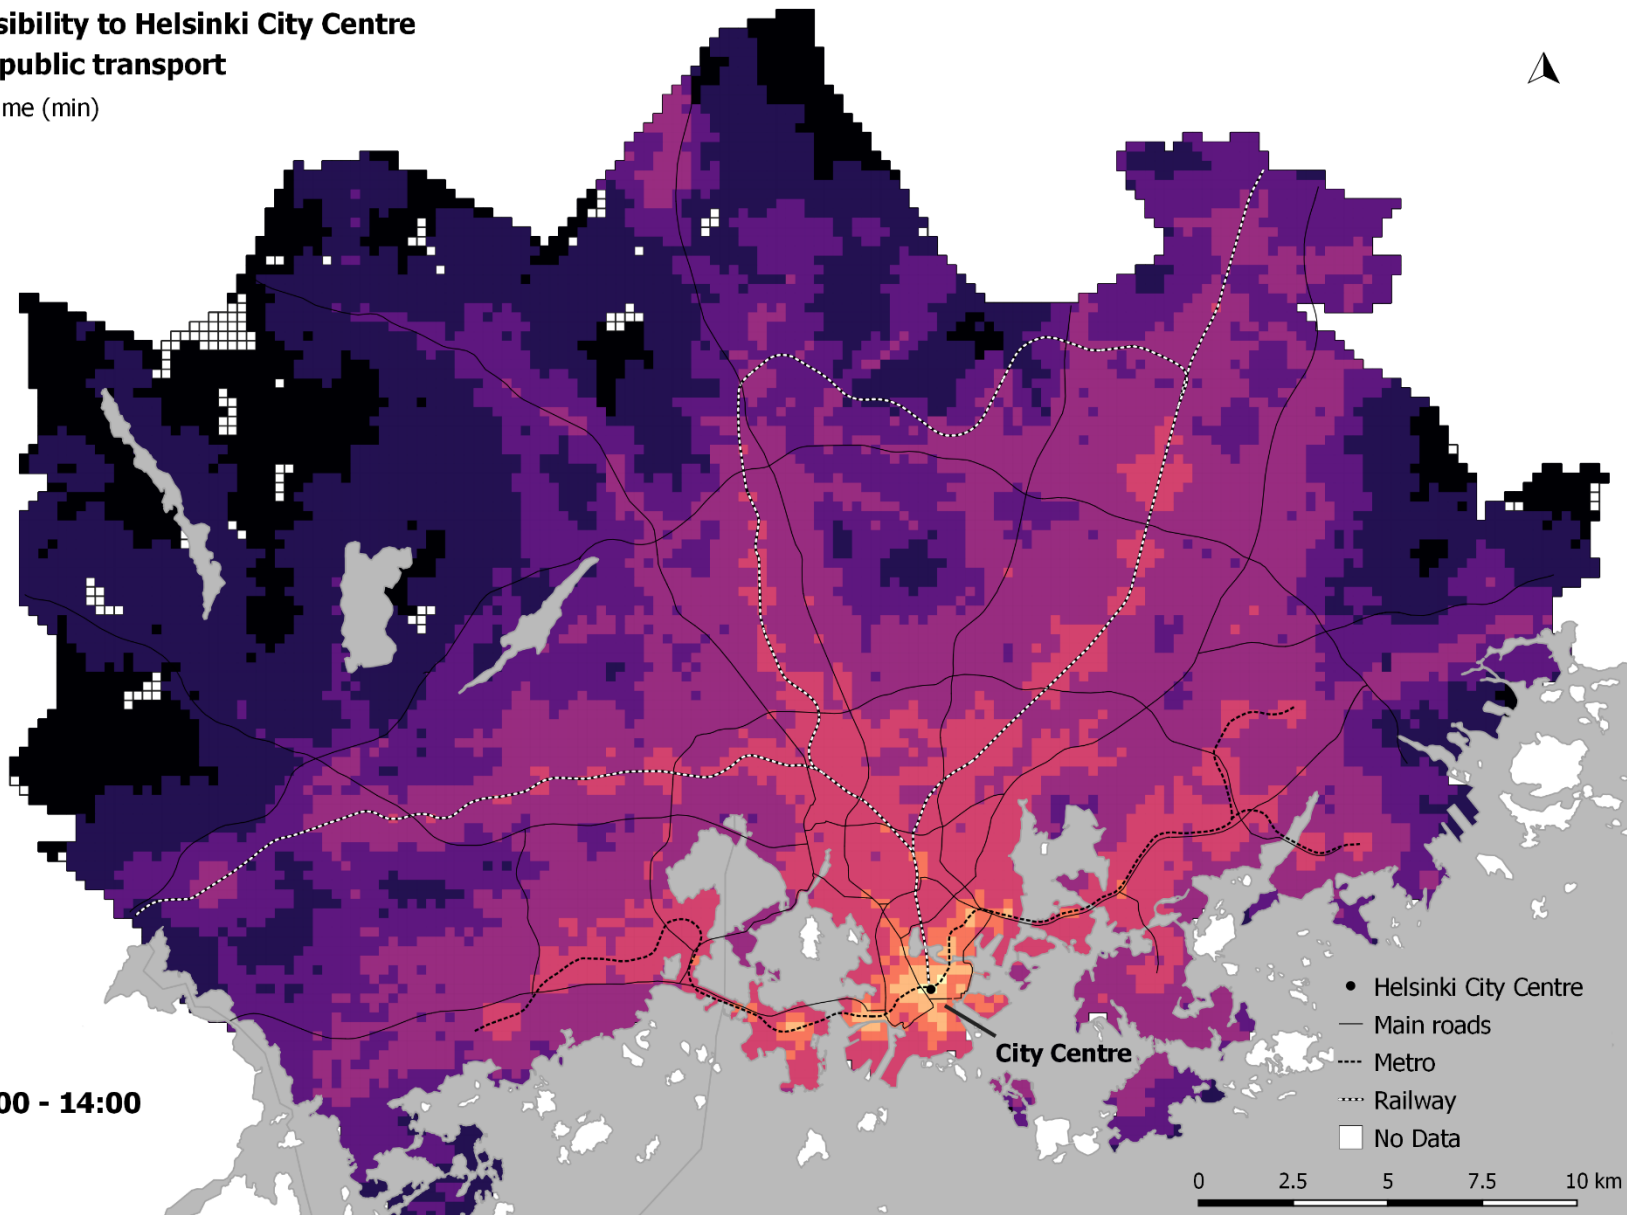 sibility to Helsinki City Centre
public transport
me (min)
City Centre
00 - 14:00
Helsinki City Centre
Main roads
Metro
Railway
No Data
0 2.5 5 7.5 10 km